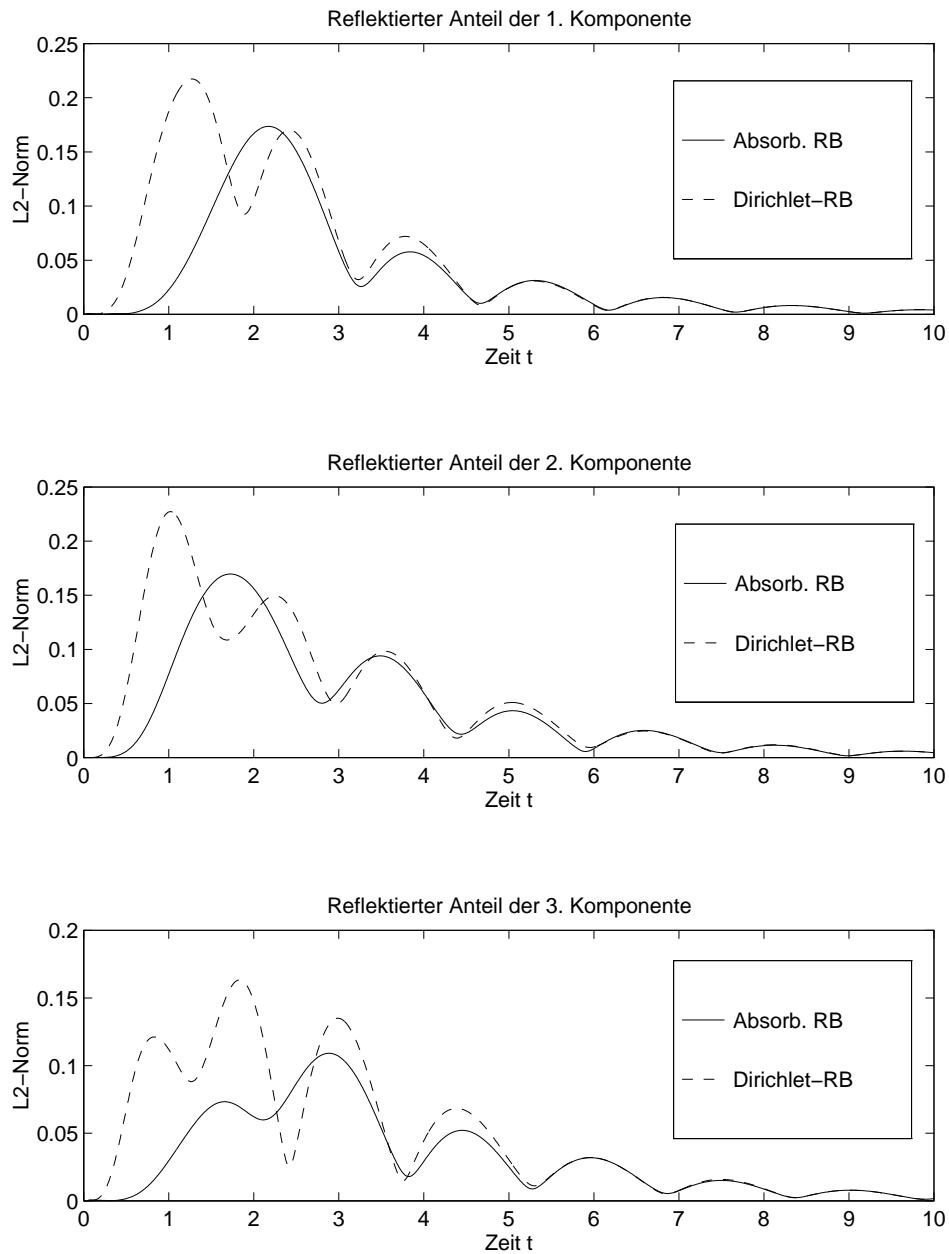 Reflektierter Anteil der 1. Komponente
0.25
0.2
0.15
0.1
0.05
0
L2−Norm
Absorb. RB
Dirichlet−RB
0 1 2 3 4 5 6 7 8 9 10
Zeit t
Reflektierter Anteil der 2. Komponente
0.25
0.2
0.15
0.1
0.05
0
L2−Norm
Absorb. RB
Dirichlet−RB
0 1 2 3 4 5 6 7 8 9 10
Zeit t
Reflektierter Anteil der 3. Komponente
0.2
0.15
0.1
0.05
0
L2−Norm
Absorb. RB
Dirichlet−RB
0 1 2 3 4 5 6 7 8 9 10
Zeit t